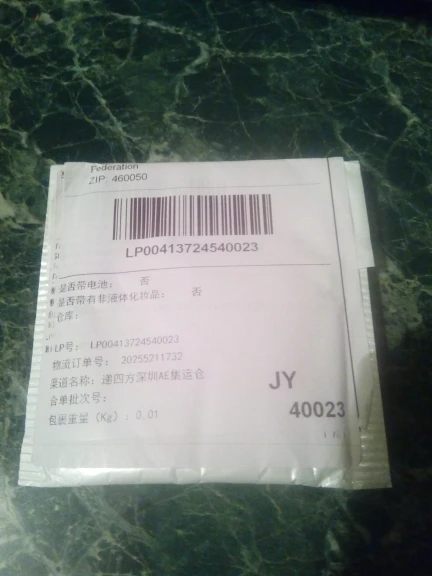 Federation
ZIP: 460050
LP00413724540023
是否带电池： 否
是否带有非液体化妆品： 否
仓库：
LP号： LP00413724540023
物流订单号： 20255211732
渠道名称：递四方深圳AE集运仓
合单批次号：
包裹重量（Kg）：0.01
JY
40023